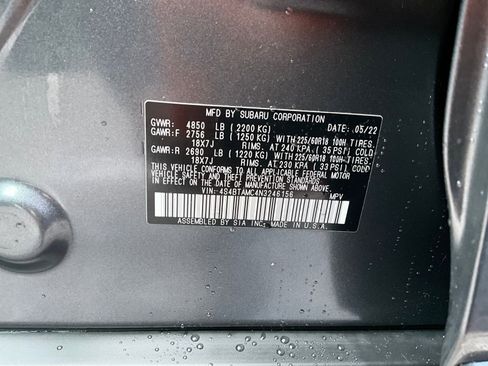 MFD BY SUBARU CORPORATION
GVWR: 4850 LB (2200 KG) DATE: 03/22
GAWR:F 2756 LB (1250 KG) WITH 225/60R18 100H TIRES,
18X7J RIMS, AT 240 KPA (35 PSI) COLD
GAWR:R 2690 LB (1220 KG) WITH 225/60R18 100H TIRES,
18X7J RIMS, AT 230 KPA (33 PSI) COLD
THIS VEHICLE CONFORMS TO ALL APPLICABLE FEDERAL
MOTOR VEHICLE SAFETY AND THEFT PREVENTION STANDARDS
IN EFFECT ON THE DATE OF MANUFACTURE SHOWN ABOVE.
VIN: 4S4BTAMC4N3246156 MPV
ASSEMBLED BY SIA INC: MADE IN U.S.A.